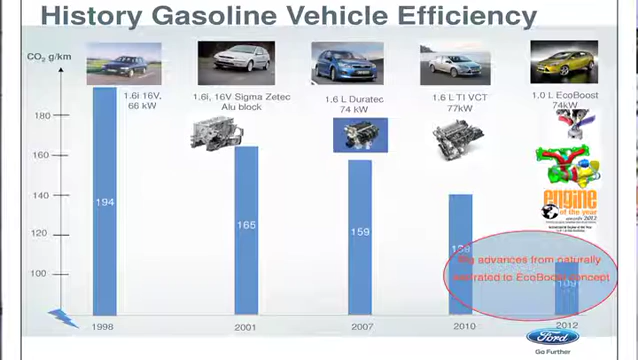 History Gasoline Vehicle Efficiency
CO2 g/km
1.6i 16V,
66 kW
1.6i, 16V Sigma Zetec
Alu block
1.6 L Duratec
74 kW
1.6 L TI VCT
77kW
1.0 L EcoBoost
74kW
180
160
140
120
100
194
165
159
engine
of the year
awards 2012
Big advances from naturally
aspirated to EcoBoost concept
109
1998
2001
2007
2010
2012
Ford
Go Further